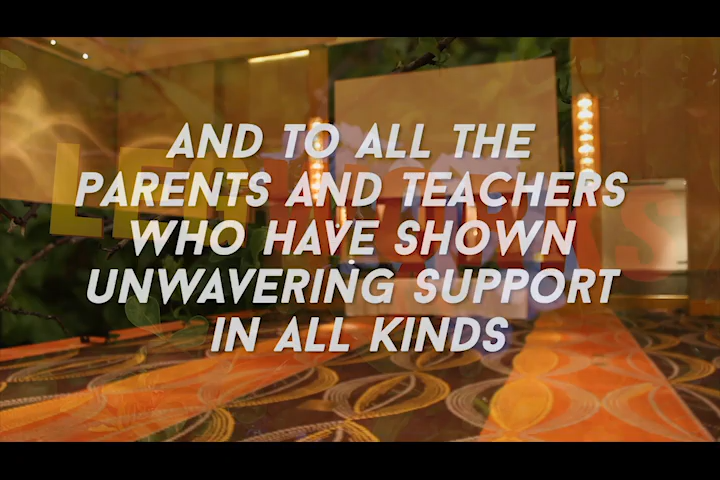 AND TO ALL THE
PARENTS AND TEACHERS
WHO HAVE SHOWN
UNWAVERING SUPPORT
IN ALL KINDS